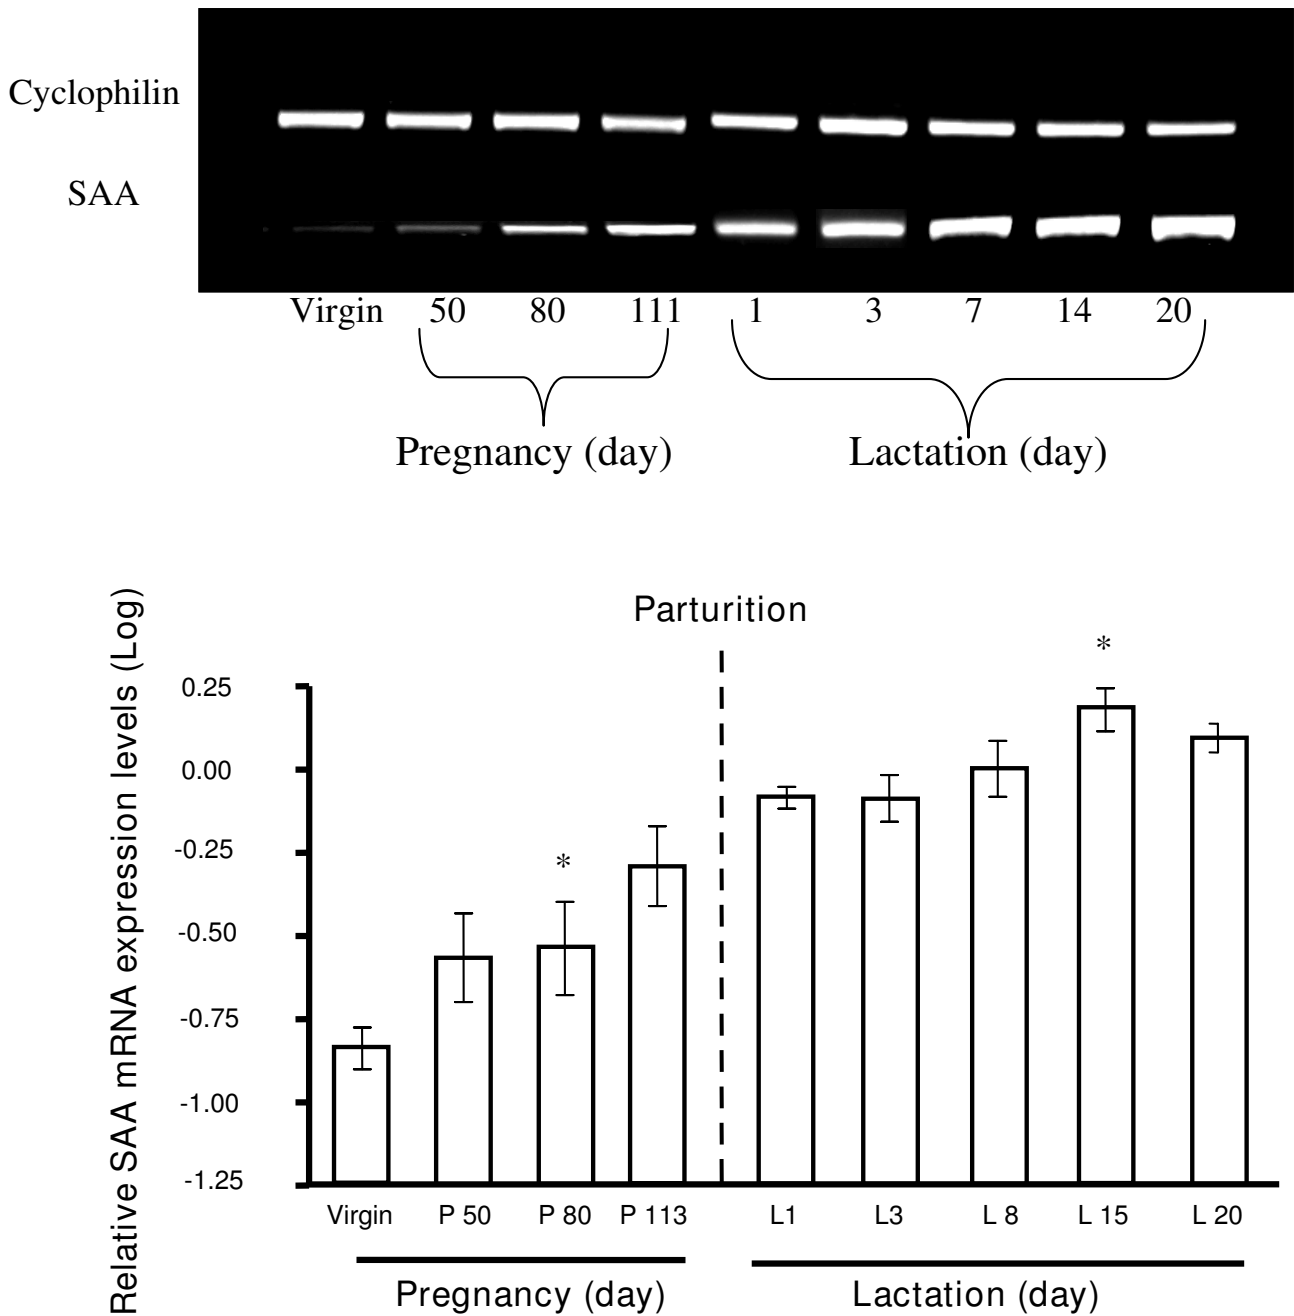 Cyclophilin
SAA
Virgin 50 80 111 1 3 7 14 20
Pregnancy (day) Lactation (day)
Parturition
Relative SAA mRNA expression levels (Log)
*
0.25
0.00
-0.25
*
-0.50
-0.75
-1.00
-1.25
Virgin P 50 P 80 P 113 L1 L3 L 8 L 15 L 20
Pregnancy (day) Lactation (day)